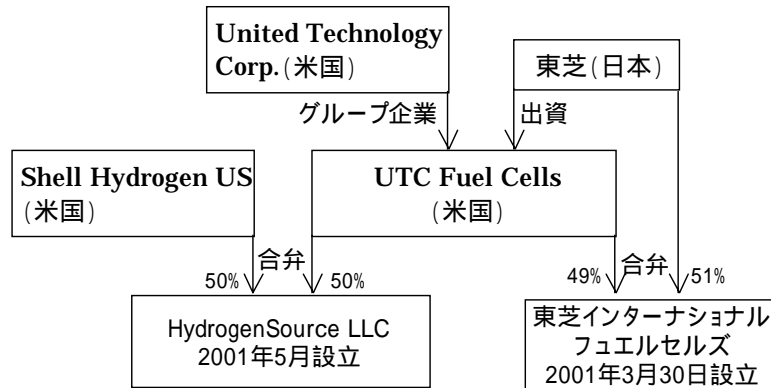 United Technology
Corp.(米国)
東芝(日本)
グループ企業
出資
Shell Hydrogen US
(米国)
UTC Fuel Cells
(米国)
50%
合弁
50%
49%
合弁
51%
HydrogenSource LLC
2001年5月設立
東芝インターナショナル
フュエルセルズ
2001年3月30日設立